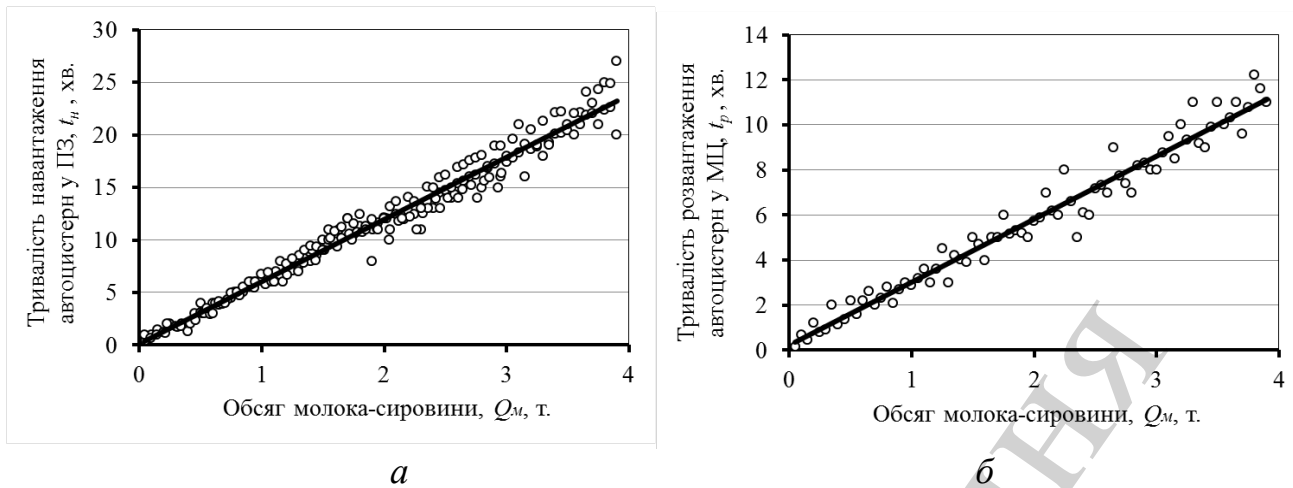 30
25
20
15
10
5
0
0 1 2 3 4
Тривалість навантаження
автоцистерн у ПЗ, tн , хв.
Обсяг молока-сировини, Qм, т.
а
14
12
10
8
6
4
2
0
0 1 2 3 4
Тривалість розвантаження
автоцистерн у МЦ, tр , хв.
Обсяг молока-сировини, Qм, т.
б
НЯ